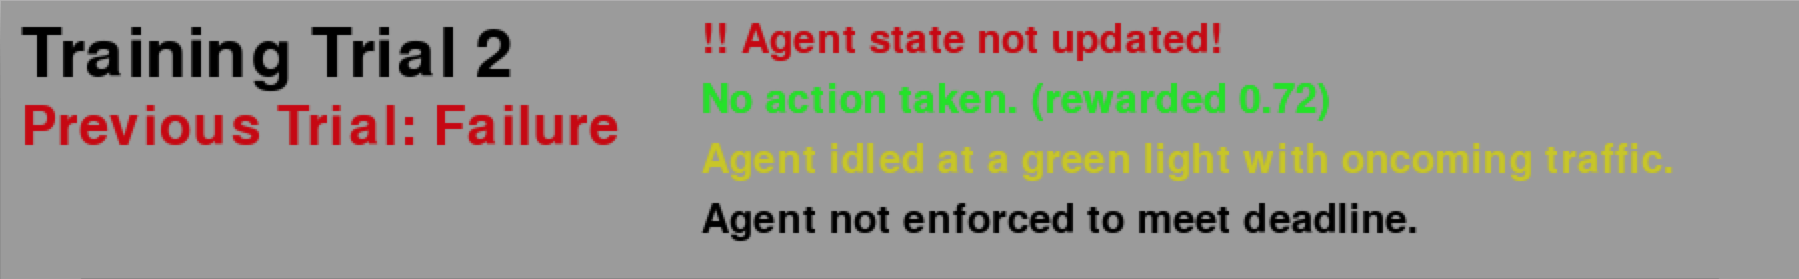 Training Trial 2
Previous Trial: Failure
!! Agent state not updated!
No action taken. (rewarded 0.72)
Agent idled at a green light with oncoming traffic.
Agent not enforced to meet deadline.